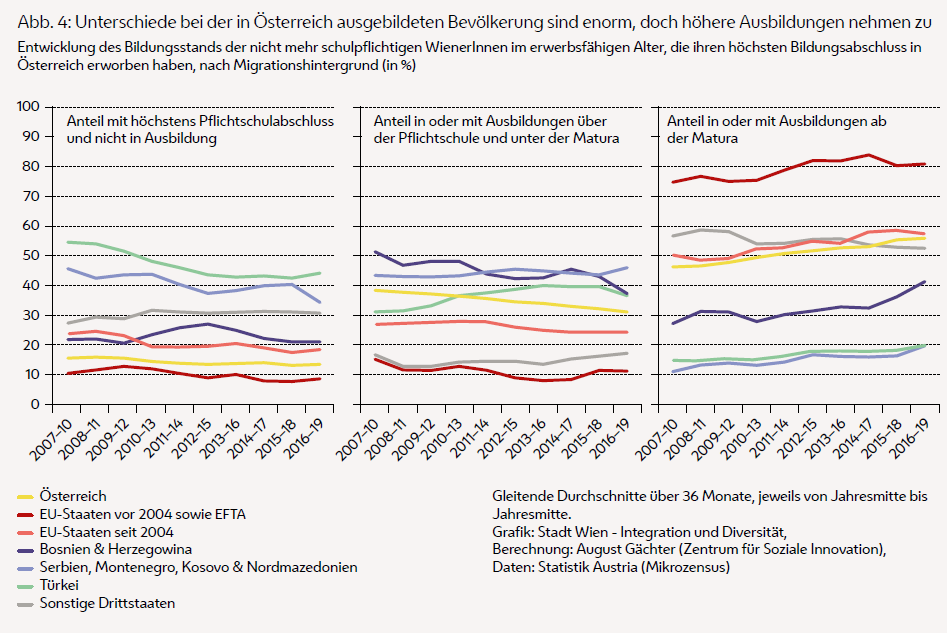 Abb. 4: Unterschiede bei der in Österreich ausgebildeten Bevölkerung sind enorm, doch höhere Ausbildungen nehmen zu
Entwicklung des Bildungsstands der nicht mehr schulpflichtigen WienerInnen im erwerbsfähigen Alter, die ihren höchsten Bildungsabschluss in
Österreich erworben haben, nach Migrationshintergrund (in %)
100
90
80
70
60
50
40
30
20
10
0
Anteil mit höchstens Pflichtschulabschluss
und nicht in Ausbildung
Anteil in oder mit Ausbildungen über
der Pflichtschule und unter der Matura
Anteil in oder mit Ausbildungen ab
der Matura
2007–10
2008–11
2009–12
2010–13
2011–14
2012–15
2013–16
2014–17
2015–18
2016–19
2007–10
2008–11
2009–12
2010–13
2011–14
2012–15
2013–16
2014–17
2015–18
2016–19
2007–10
2008–11
2009–12
2010–13
2011–14
2012–15
2013–16
2014–17
2015–18
2016–19
Österreich
EU-Staaten vor 2004 sowie EFTA
EU-Staaten seit 2004
Bosnien & Herzegowina
Serbien, Montenegro, Kosovo & Nordmazedonien
Türkei
Sonstige Drittstaaten
Gleitende Durchschnitte über 36 Monate, jeweils von Jahresmitte bis
Jahresmitte.
Grafik: Stadt Wien - Integration und Diversität,
Berechnung: August Gächter (Zentrum für Soziale Innovation),
Daten: Statistik Austria (Mikrozensus)